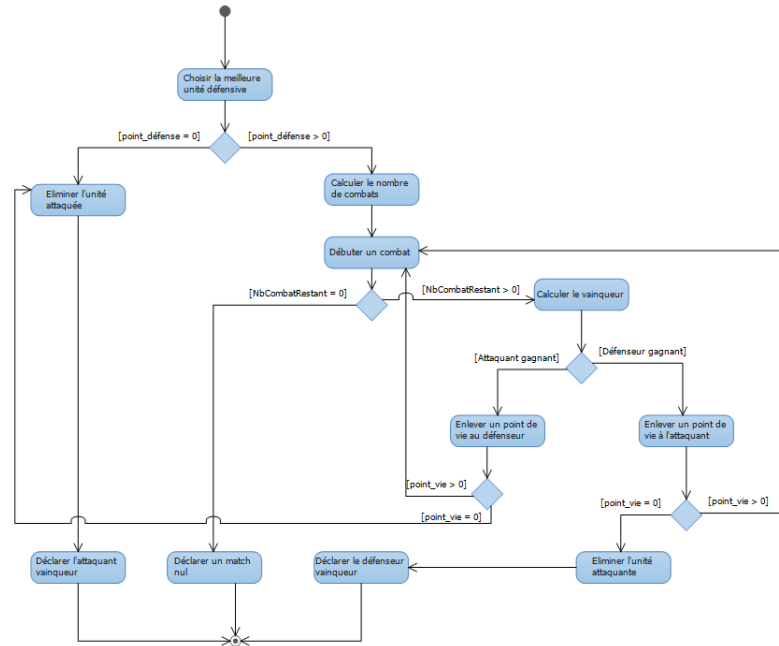 Choisir la meilleure
unité défensive
[point_défense = 0]
[point_défense > 0]
Eliminer l'unité
attaquée
Calculer le nombre
de combats
Débuter un combat
[NbCombatRestant = 0]
[NbCombatRestant > 0]
Calculer le vainqueur
[Attaquant gagnant]
[Défenseur gagnant]
Enlever un point de
vie au défenseur
Enlever un point de
vie à l'attaquant
[point_vie > 0]
[point_vie = 0]
[point_vie = 0]
[point_vie > 0]
Déclarer l'attaquant
vainqueur
Déclarer un match
nul
Déclarer le défenseur
vainqueur
Eliminer l'unité
attaquante